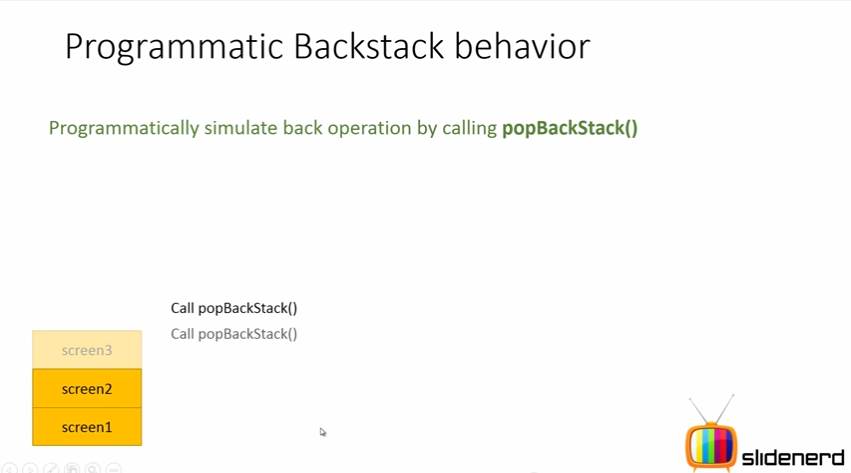 Programmatic Backstack behavior
Programmatically simulate back operation by calling popBackStack()
Call popBackStack()
Call popBackStack()
screen3
screen2
screen1
slidenerd